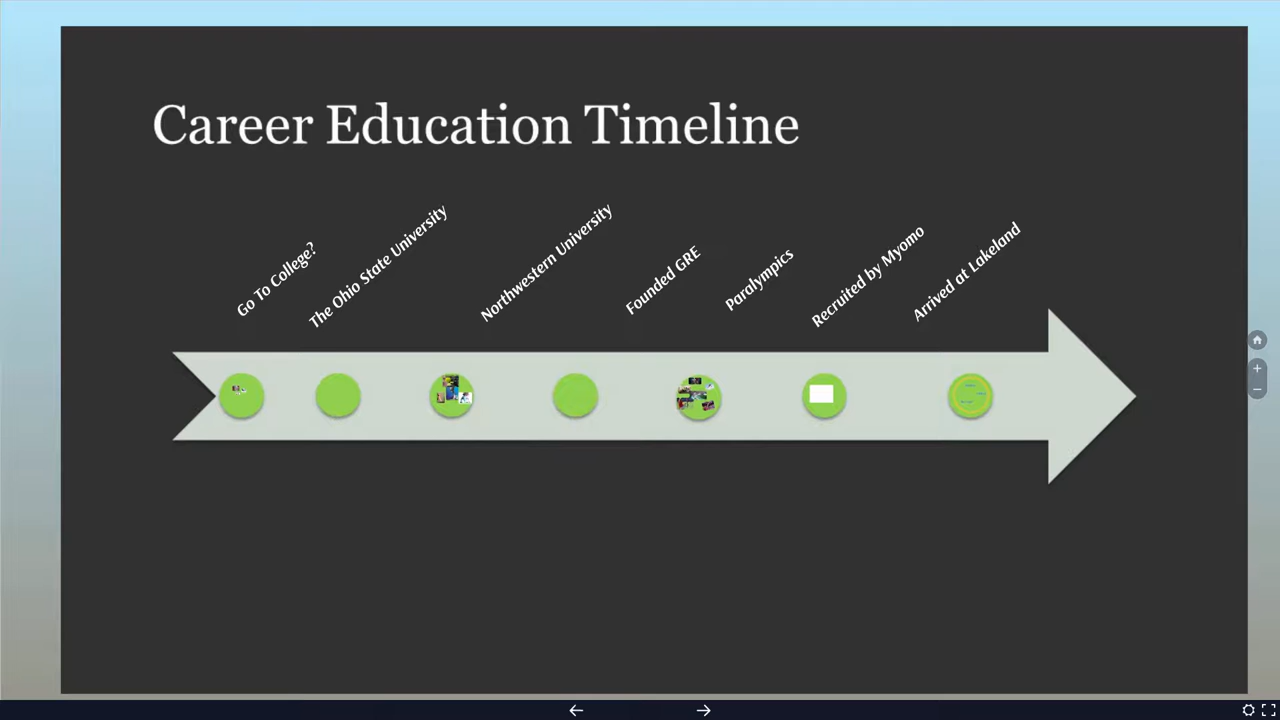 Career Education Timeline
Go To College?
The Ohio State University
Northwestern University
Founded GRE
Paralympics
Recruited by Myomo
Arrived at Lakeland